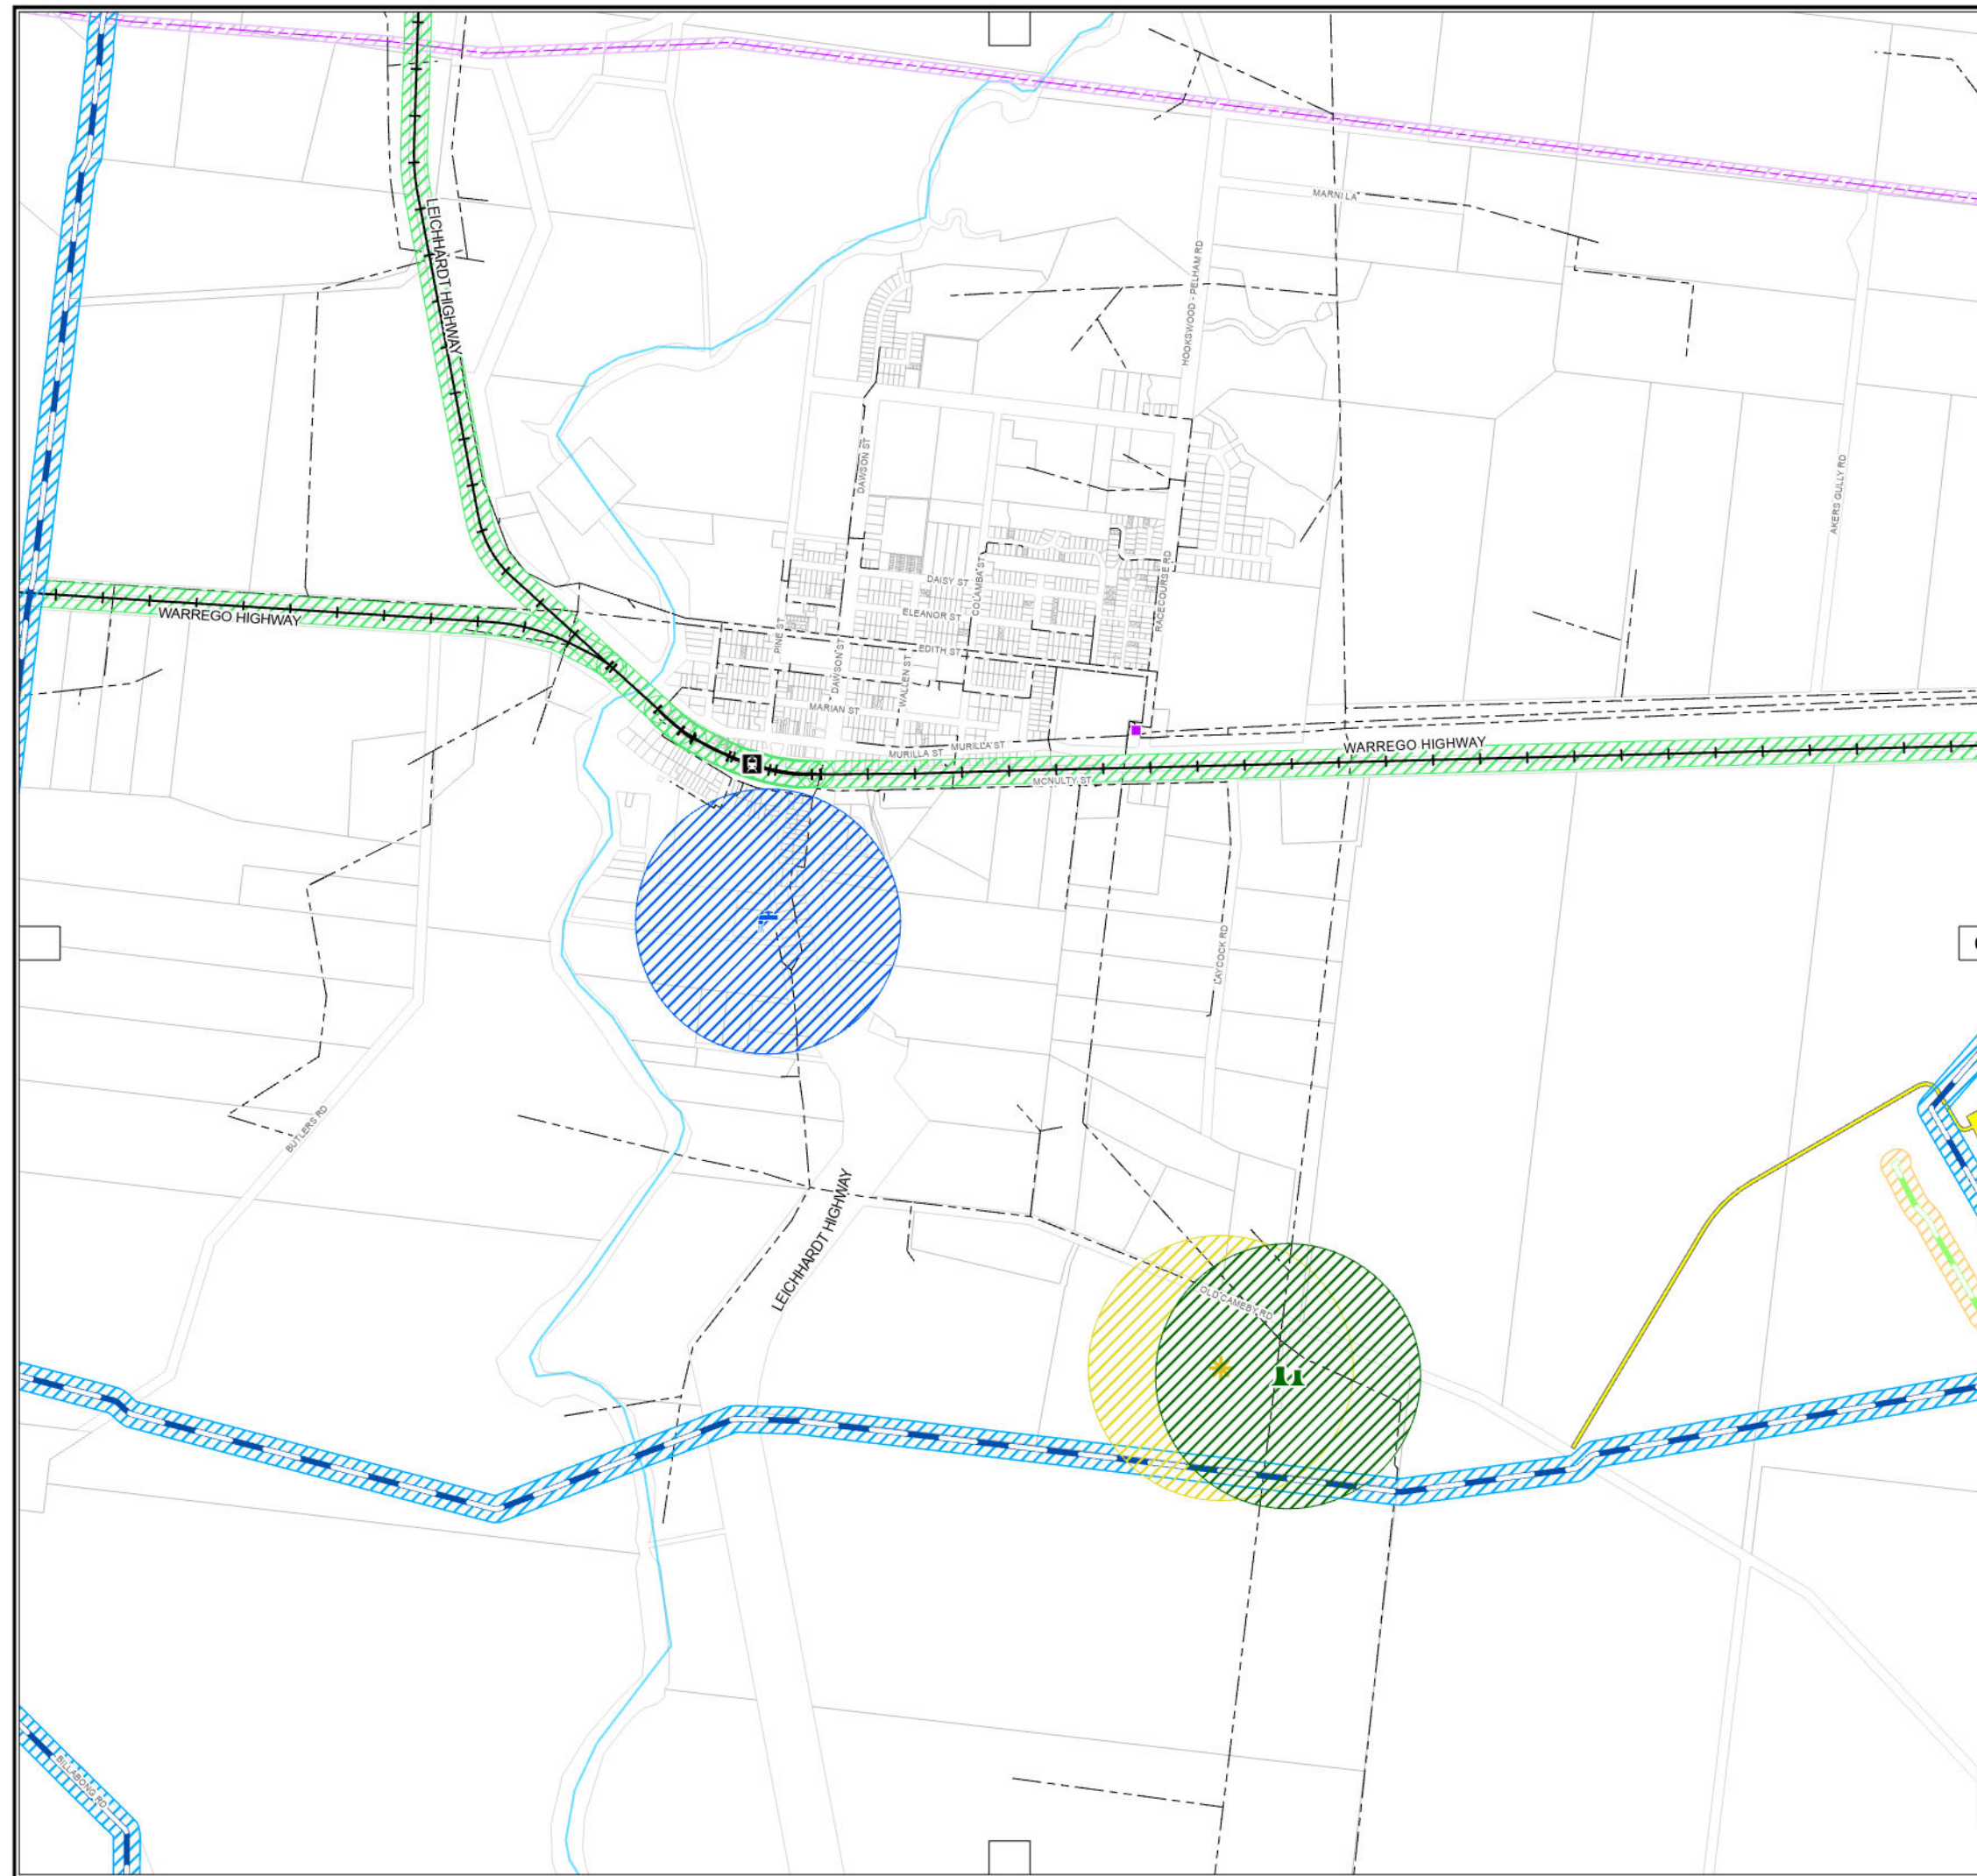 MARNI LA
LEICHHARDT HIGHWAY
HOOKSWOOD - PELHAM RD
DAWSON ST
AKERS GULLY RD
RACECOURSE RD
COLAMBA ST
DAISY ST
ELEANOR ST
WARREGO HIGHWAY
PINE ST
EDITH ST
DAWSON ST
WALLEN ST
MARIAN ST
MURILLA ST
MURILLA ST
WARREGO HIGHWAY
MCNULTY ST
LAYCOCK RD
BUTLERS RD
LEICHHARDT HIGHWAY
OLD CAMEBY RD
BILLABONG RD